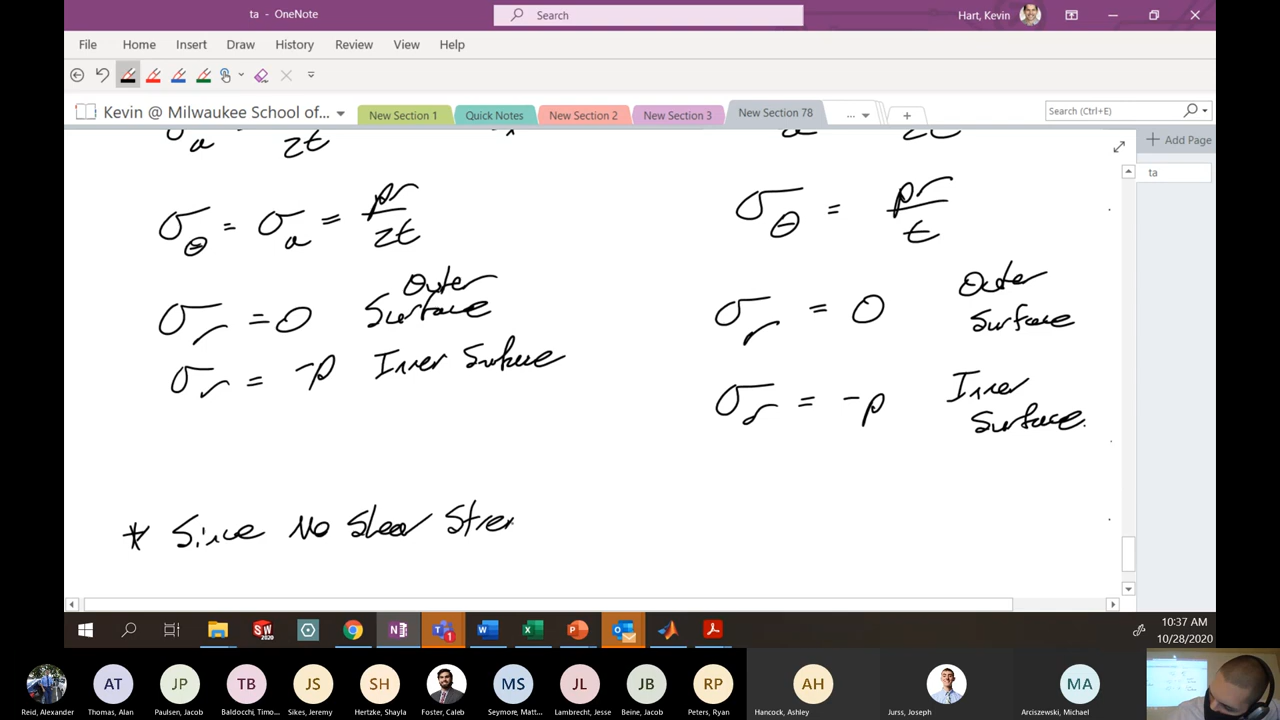 ta - OneNote
Search
Hart, Kevin
File Home Insert Draw History Review View Help
Kevin @ Milwaukee School of...
New Section 1
Quick Notes
New Section 2
New Section 3
New Section 78
...
Search (Ctrl+E)
Add Page
ta
a 2t
a 2t
σθ = σa = pr/2t
σθ = pr/t
σr = 0 Outer Surface
σr = 0 Outer Surface
σr = -p Inner Surface
σr = -p Inner Surface.
* Since No Shear Stres
10:37 AM
10/28/2020
Reid, Alexander
AT
Thomas, Alan
JP
Paulsen, Jacob
TB
Baldocchi, Timo...
JS
Sikes, Jeremy
SH
Hertzke, Shayla
Foster, Caleb
MS
Seymore, Matt...
JL
Lambrecht, Jesse
JB
Beine, Jacob
RP
Peters, Ryan
AH
Hancock, Ashley
Jurss, Joseph
MA
Arciszewski, Michael